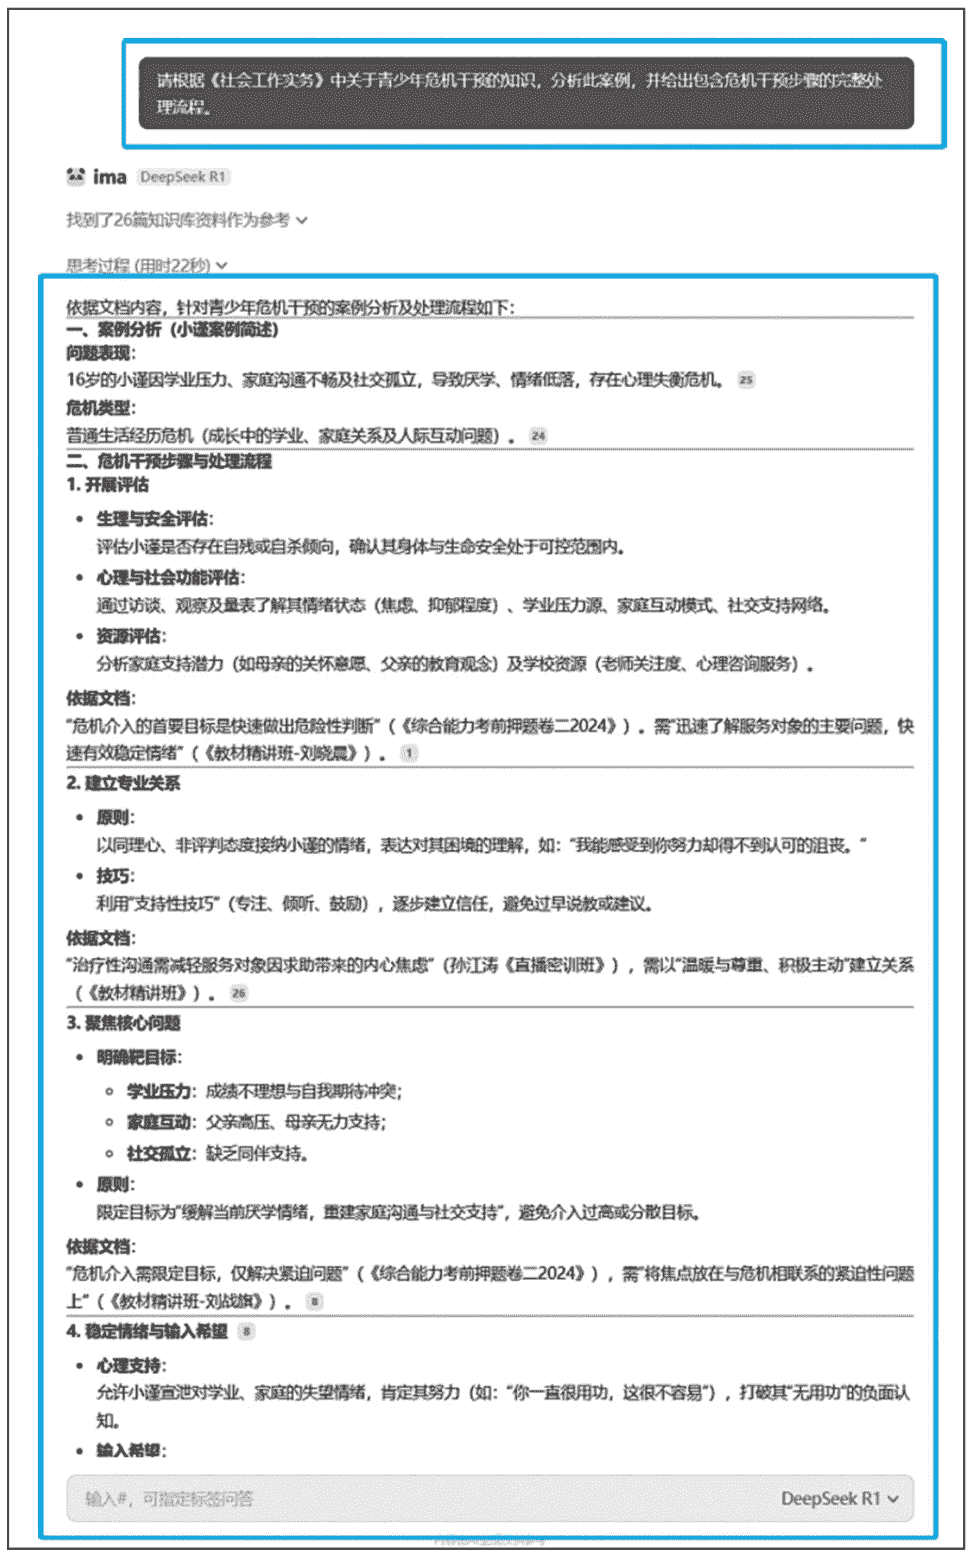 请根据《社会工作实务》中关于青少年危机干预的知识，分析此案例，并给出包含危机干预步骤的完整处
理流程。
ima DeepSeek R1
找到了26篇知识库资料作为参考
思考过程 (用时22秒)
依据文档内容，针对青少年危机干预的案例分析及处理流程如下：
一、案例分析（小谨案例简述）
问题表现：
16岁的小谨因学业压力、家庭沟通不畅及社交孤立，导致厌学、情绪低落，存在心理失衡危机。 25
危机类型：
普通生活经历危机（成长中的学业、家庭关系及人际互动问题）。 24
二、危机干预步骤与处理流程
1. 开展评估
• 生理与安全评估：
评估小谨是否存在自残或自杀倾向，确认其身体与生命安全处于可控范围内。
• 心理与社会功能评估：
通过访谈、观察及量表了解其情绪状态（焦虑、抑郁程度）、学业压力源、家庭互动模式、社交支持网络。
• 资源评估：
分析家庭支持潜力（如母亲的关怀意愿、父亲的教育观念）及学校资源（老师关注度、心理咨询服务）。
依据文档：
“危机介入的首要目标是快速做出危险性判断”（《综合能力考前押题卷二2024》）。需“迅速了解服务对象的主要问题，快
速有效稳定情绪”（《教材精讲班-刘晓晨》）。 1
2. 建立专业关系
• 原则：
以同理心、非评判态度接纳小谨的情绪，表达对其困境的理解，如：“我能感受到你努力却得不到认可的沮丧。”
• 技巧：
利用“支持性技巧”（专注、倾听、鼓励），逐步建立信任，避免过早说教或建议。
依据文档：
“治疗性沟通需减轻服务对象因求助带来的内心焦虑”（孙江涛《直播密训班》），需以“温暖与尊重、积极主动”建立关系
（《教材精讲班》）。 26
3. 聚焦核心问题
• 明确靶目标：
◦ 学业压力：成绩不理想与自我期待冲突；
◦ 家庭互动：父亲高压、母亲无力支持；
◦ 社交孤立：缺乏同伴支持。
• 原则：
限定目标为“缓解当前厌学情绪，重建家庭沟通与社交支持”，避免介入过高或分散目标。
依据文档：
“危机介入需限定目标，仅解决紧迫问题”（《综合能力考前押题卷二2024》），需“将焦点放在与危机相联系的紧迫性问题
上”（《教材精讲班-刘战旗》）。 8
4. 稳定情绪与输入希望 8
• 心理支持：
允许小谨宣泄对学业、家庭的失望情绪，肯定其努力（如：“你一直很用功，这很不容易”），打破其“无用功”的负面认
知。
• 输入希望：
输入#，可指定标签问答 DeepSeek R1